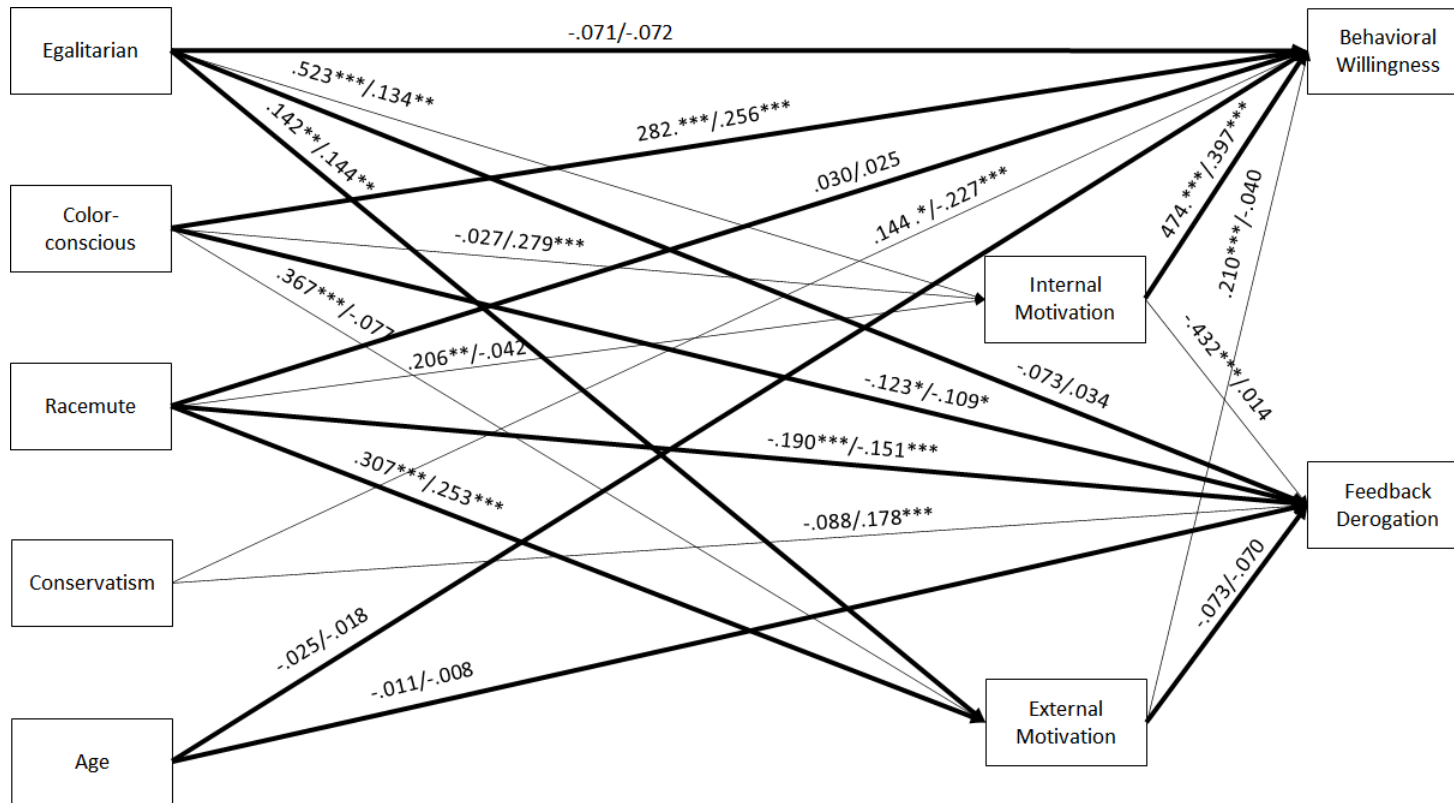 Egalitarian
Color-
conscious
Racemute
Conservatism
Age
Internal
Motivation
External
Motivation
Behavioral
Willingness
Feedback
Derogation
-.071/-.072
.523***/.134**
.142**/.144**
282.***/.256***
.030/.025
.144 .*/-.227***
474.***/.397***
.210***/-.040
-.027/.279***
.367***/-.077
.206**/-.042
-.432***/.014
-.073/.034
-.123*/-.109*
-.190***/-.151***
.307***/.253***
-.088/.178***
-.073/-.070
-.025/-.018
-.011/-.008